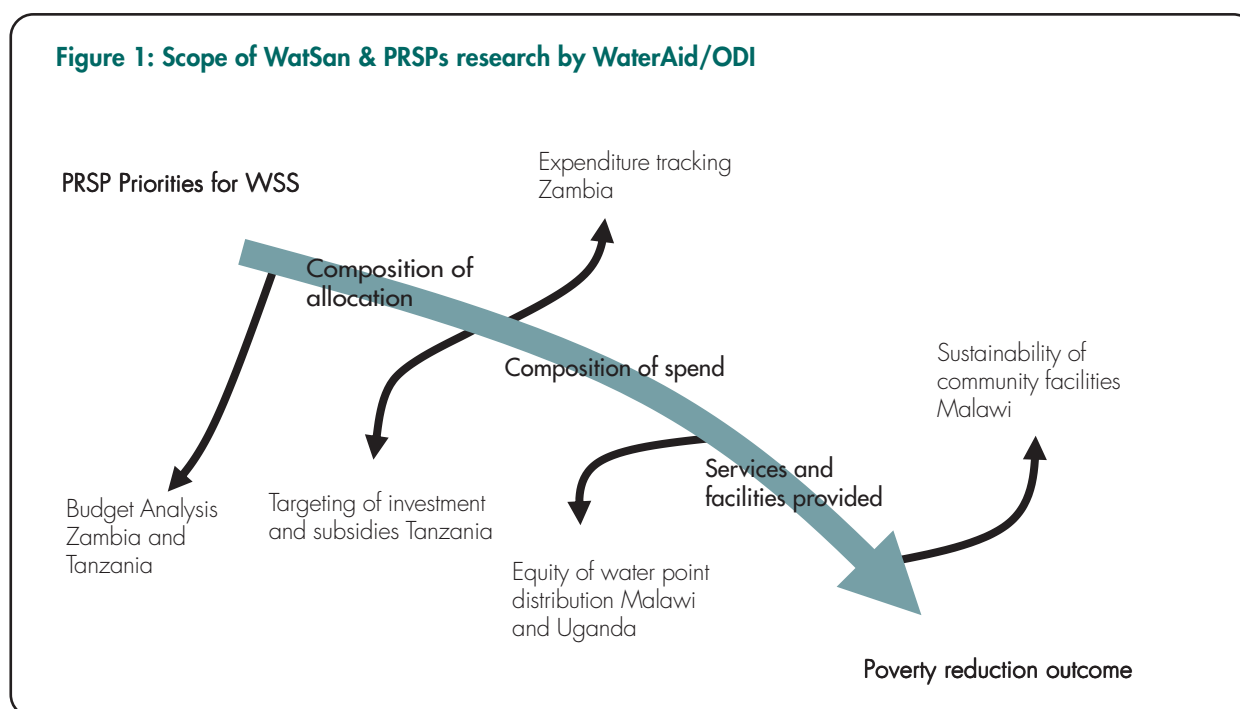 Figure 1: Scope of WatSan & PRSPs research by WaterAid/ODI
PRSP Priorities for WSS
Expenditure tracking
Zambia
Composition of
allocation
Composition of spend
Sustainability of
community facilities
Malawi
Services and
facilities provided
Budget Analysis
Zambia and
Tanzania
Targeting of investment
and subsidies Tanzania
Equity of water point
distribution Malawi
and Uganda
Poverty reduction outcome